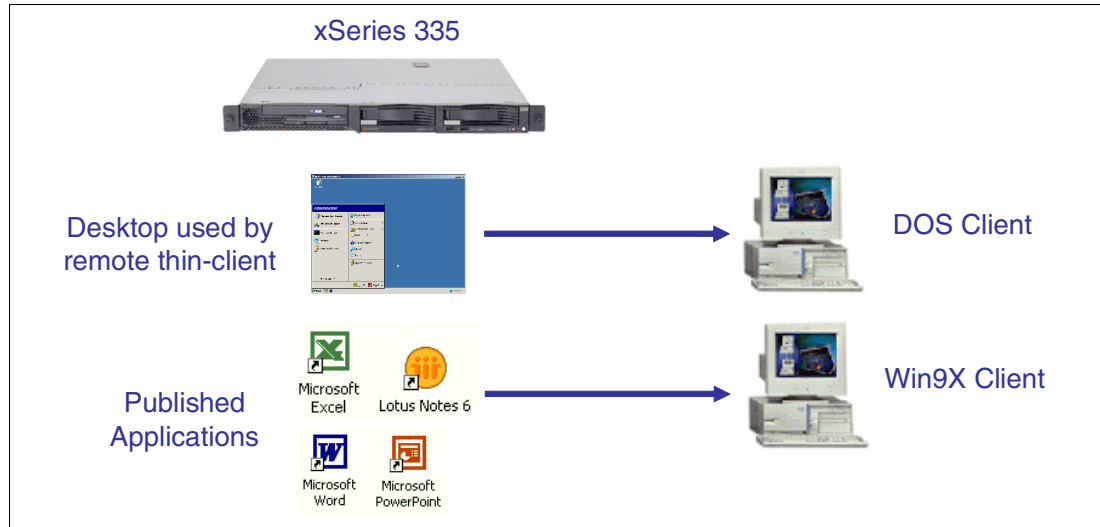 xSeries 335
Desktop used by
remote thin-client
DOS Client
Published
Applications
Microsoft
Excel
Lotus Notes 6
Microsoft
Word
Microsoft
PowerPoint
Win9X Client